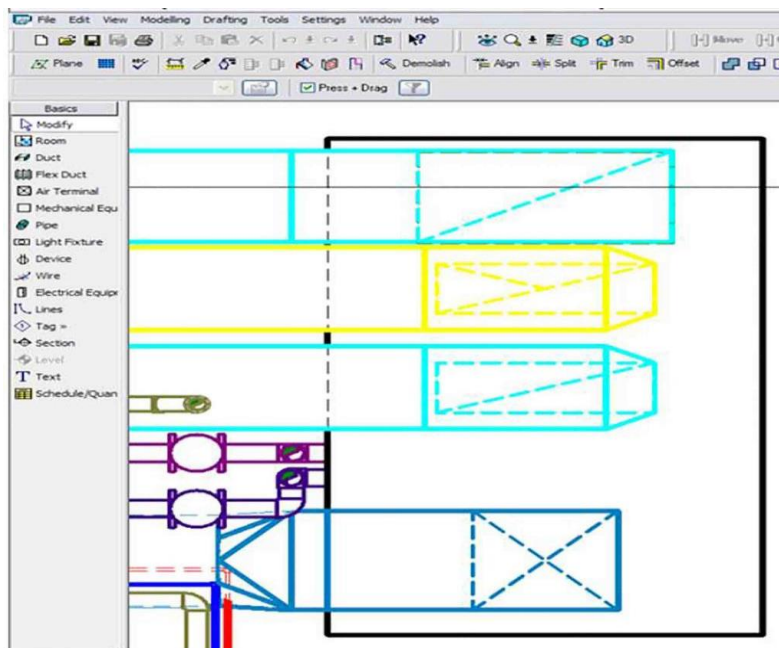 File Edit View Modelling Drafting Tools Settings Window Help
3D Move
Plane Demolish Align Split Trim Offset
Press + Drag
Basics
Modify
Room
Duct
Flex Duct
Air Terminal
Mechanical Equ
Pipe
Light Fixture
Device
Wire
Electrical Equipr
Lines
Tag »
Section
Level
T Text
Schedule/Quan